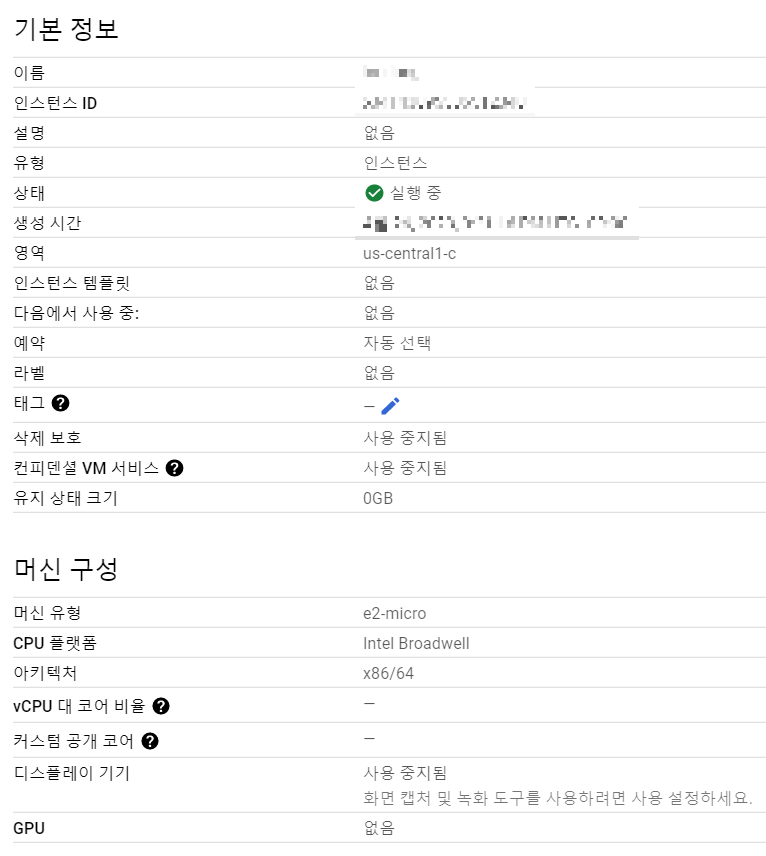 기본 정보
이름
인스턴스 ID
설명 없음
유형 인스턴스
상태 실행 중
생성 시간
영역 us-central1-c
인스턴스 템플릿 없음
다음에서 사용 중: 없음
예약 자동 선택
라벨 없음
태그 —
삭제 보호 사용 중지됨
컨피덴셜 VM 서비스 사용 중지됨
유지 상태 크기 0GB
머신 구성
머신 유형 e2-micro
CPU 플랫폼 Intel Broadwell
아키텍처 x86/64
vCPU 대 코어 비율 —
커스텀 공개 코어 —
디스플레이 기기 사용 중지됨
화면 캡처 및 녹화 도구를 사용하려면 사용 설정하세요.
GPU 없음